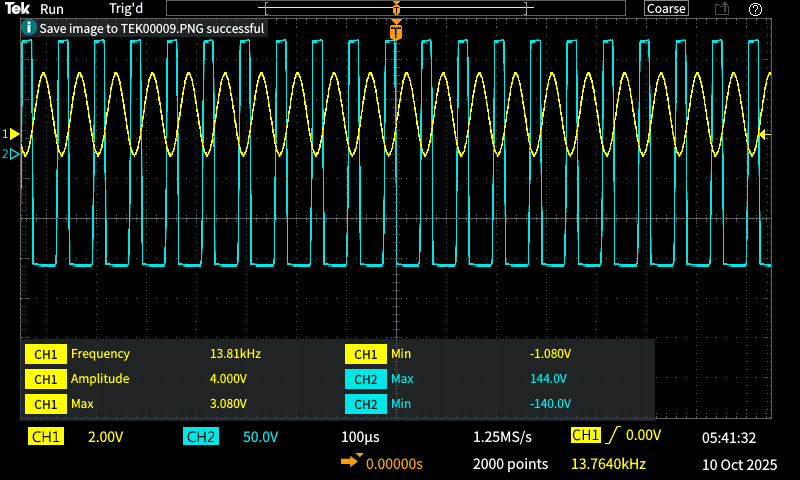 Tek Run Trig'd Coarse
i Save image to TEK00009.PNG successful
T
1
2
CH1 Frequency 13.81kHz CH1 Min -1.080V
CH1 Amplitude 4.000V CH2 Max 144.0V
CH1 Max 3.080V CH2 Min -140.0V
CH1 2.00V CH2 50.0V 100µs 1.25MS/s CH1 0.00V 05:41:32
0.00000s 2000 points 13.7640kHz 10 Oct 2025